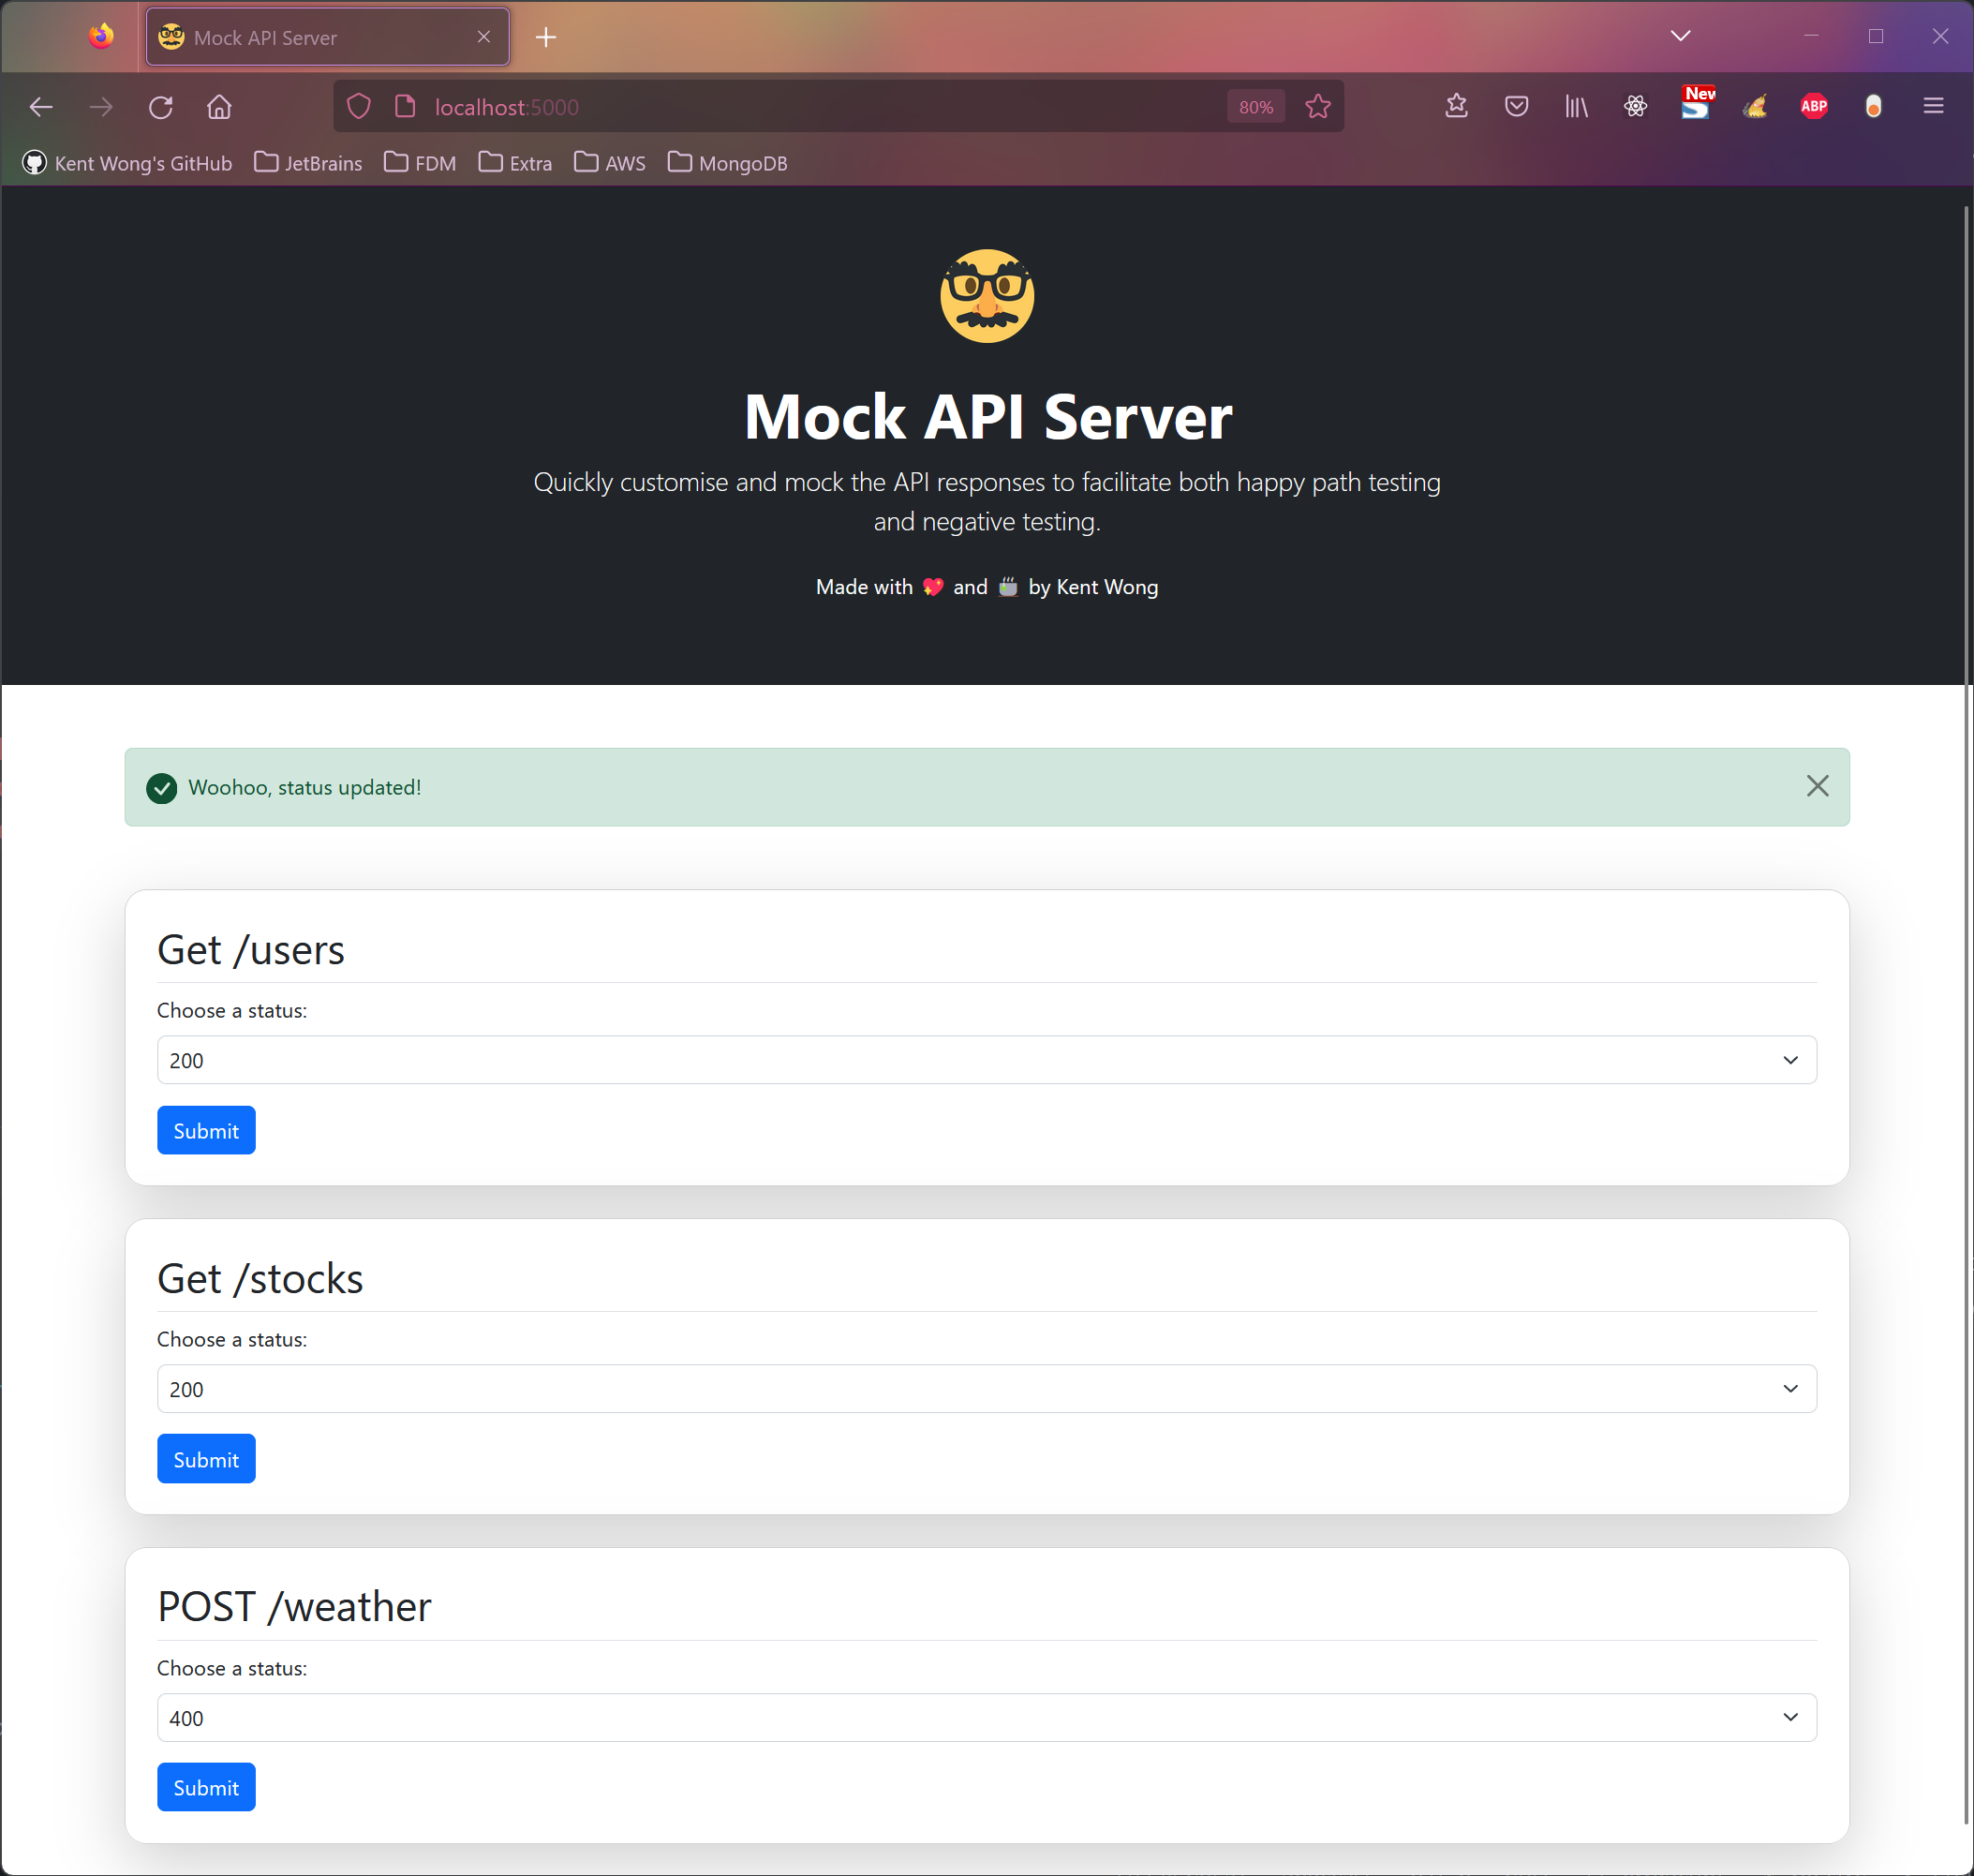 Mock API Server
localhost:5000
80%
New
ABP
Kent Wong's GitHub JetBrains FDM Extra AWS MongoDB
Mock API Server
Quickly customise and mock the API responses to facilitate both happy path testing
and negative testing.
Made with 💖 and ☕ by Kent Wong
Woohoo, status updated!
Get /users
Choose a status:
200
Submit
Get /stocks
Choose a status:
200
Submit
POST /weather
Choose a status:
400
Submit